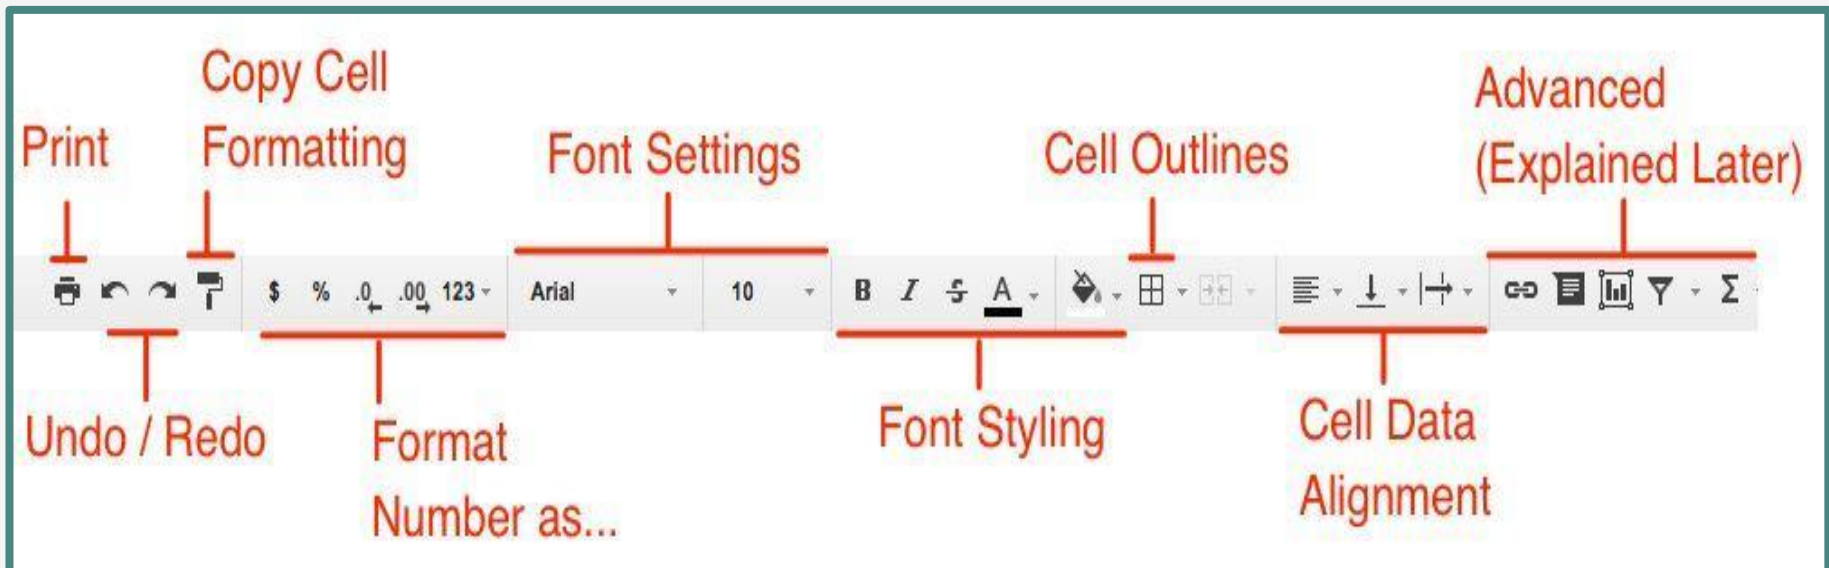 Copy Cell
Formatting
Print
Font Settings
Cell Outlines
Advanced
(Explained Later)
$ % .0 .00 123 Arial 10 B I S A Σ
Undo / Redo
Format
Number as...
Font Styling
Cell Data
Alignment